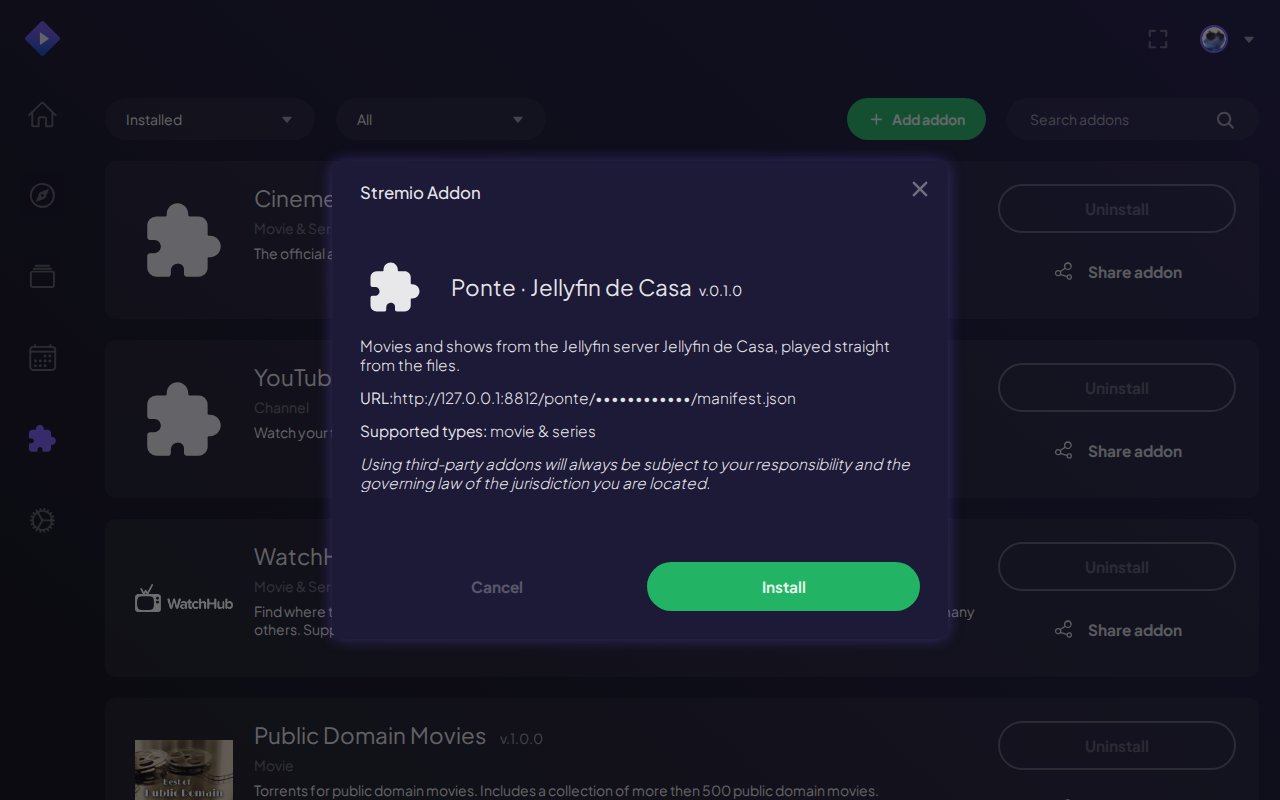 Installed
All
+ Add addon
Search addons
Stremio Addon
Ponte · Jellyfin de Casa v.0.1.0
Movies and shows from the Jellyfin server Jellyfin de Casa, played straight
from the files.
URL:http://127.0.0.1:8812/ponte/••••••••••••/manifest.json
Supported types: movie & series
Using third-party addons will always be subject to your responsibility and the
governing law of the jurisdiction you are located.
Cancel
Install
Cineme
Movie & Ser
The official a
Uninstall
Share addon
YouTub
Channel
Watch your
Uninstall
Share addon
WatchHub
WatchH
Movie & Ser
Find where t
others. Supp
Uninstall
Share addon
Best of
Public Domain
Public Domain Movies v.1.0.0
Movie
Torrents for public domain movies. Includes a collection of more then 500 public domain movies.
Uninstall